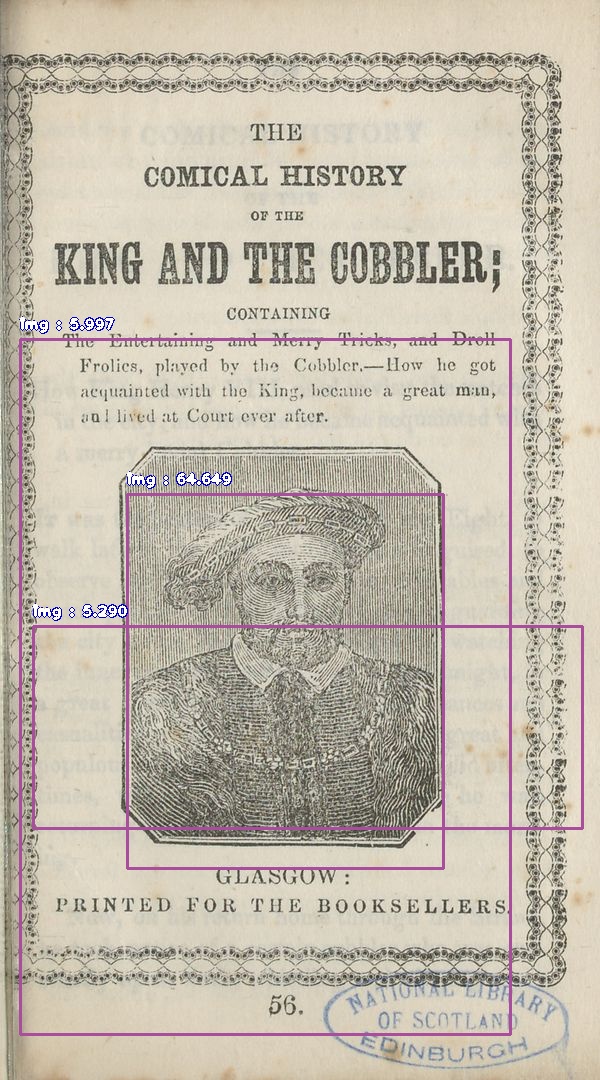 THE
COMICAL HISTORY
OF THE
KING AND THE COBBLER;
CONTAINING
Img : 5.997
The Entertaining and Merry Tricks, and Droll
Frolics, played by the Cobbler.—How he got
acquainted with the King, became a great man,
and lived at Court ever after.
Img : 64.649
Img : 5.290
GLASGOW:
PRINTED FOR THE BOOKSELLERS.
56.
NATIONAL LIBRARY
OF SCOTLAND
EDINBURGH